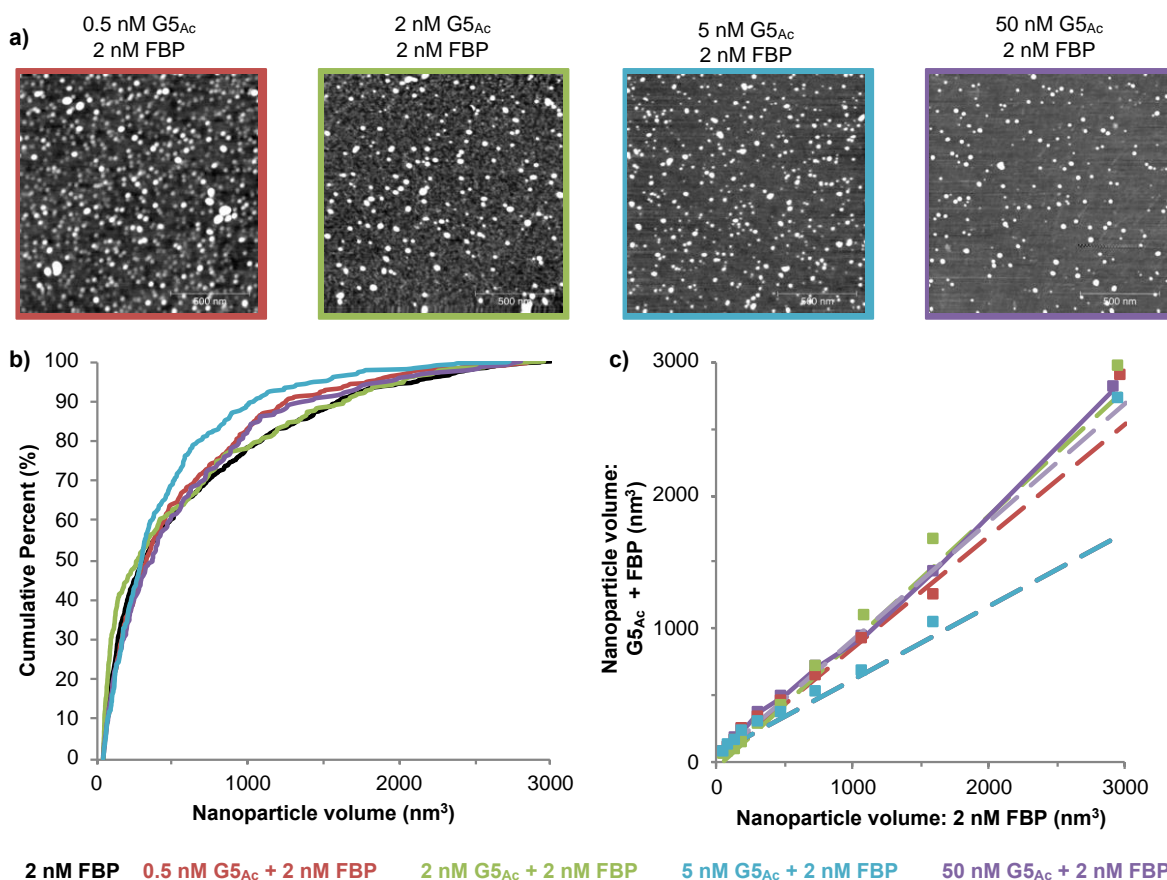 a)
0.5 nM G5Ac
2 nM FBP
2 nM G5Ac
2 nM FBP
5 nM G5Ac
2 nM FBP
50 nM G5Ac
2 nM FBP
500 nm
500 nm
500 nm
500 nm
b)
100
90
80
70
60
50
40
30
20
10
0
Cumulative Percent (%)
0
1000
2000
3000
Nanoparticle volume (nm³)
c)
3000
2000
1000
0
Nanoparticle volume:
G5Ac + FBP (nm³)
0
1000
2000
3000
Nanoparticle volume: 2 nM FBP (nm³)
2 nM FBP 0.5 nM G5Ac + 2 nM FBP 2 nM G5Ac + 2 nM FBP 5 nM G5Ac + 2 nM FBP 50 nM G5Ac + 2 nM FBP